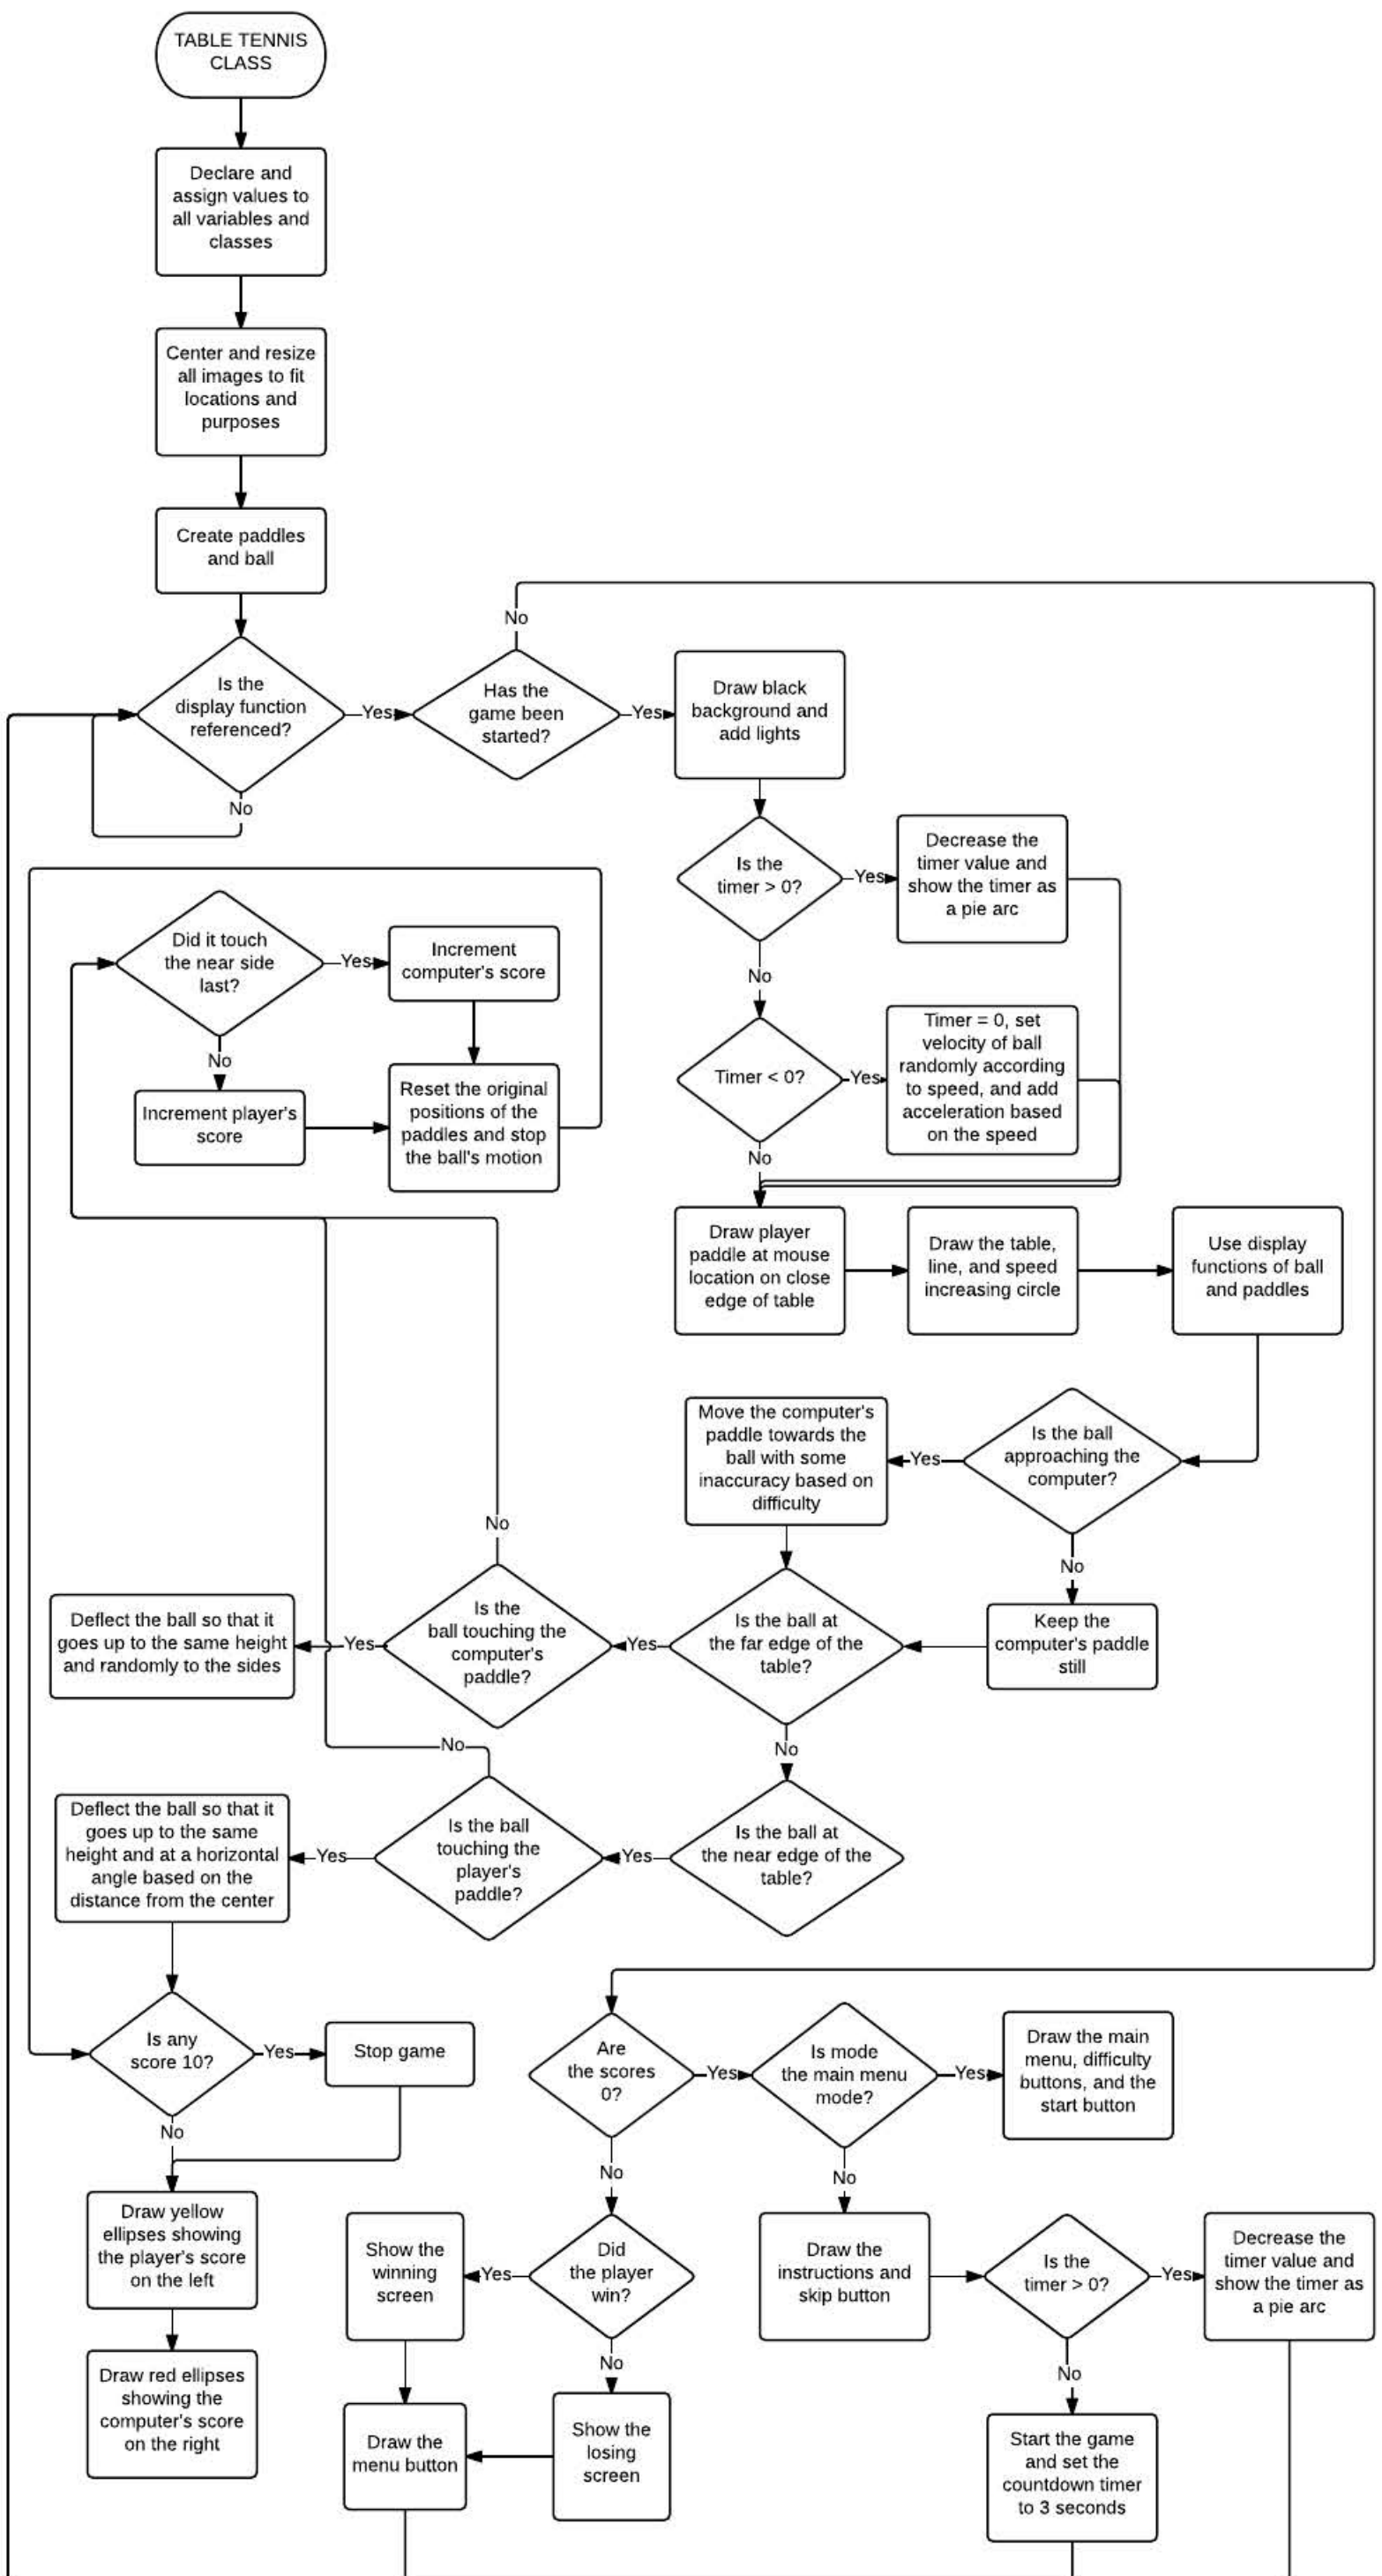 TABLE TENNIS
CLASS
Declare and
assign values to
all variables and
classes
Center and resize
all images to fit
locations and
purposes
Create paddles
and ball
Is the
display function
referenced?
Yes
No
Has the
game been
started?
No
Yes
Draw black
background and
add lights
Is the
timer > 0?
Yes
Decrease the
timer value and
show the timer as
a pie arc
No
Timer < 0?
Yes
Timer = 0, set
velocity of ball
randomly according
to speed, and add
acceleration based
on the speed
No
Did it touch
the near side
last?
Yes
Increment
computer's score
No
Increment player's
score
Reset the original
positions of the
paddles and stop
the ball's motion
Draw player
paddle at mouse
location on close
edge of table
Draw the table,
line, and speed
increasing circle
Use display
functions of ball
and paddles
Is the ball
approaching the
computer?
Yes
Move the computer's
paddle towards the
ball with some
inaccuracy based on
difficulty
No
Keep the
computer's paddle
still
Is the ball at
the far edge of the
table?
Yes
Is the
ball touching the
computer's
paddle?
No
Yes
Deflect the ball so that it
goes up to the same height
and randomly to the sides
No
Is the ball at
the near edge of the
table?
Yes
Is the ball
touching the
player's
paddle?
No
Yes
Deflect the ball so that it
goes up to the same
height and at a horizontal
angle based on the
distance from the center
Is any
score 10?
Yes
Stop game
No
Draw yellow
ellipses showing
the player's score
on the left
Draw red ellipses
showing the
computer's score
on the right
Are
the scores
0?
Yes
Is mode
the main menu
mode?
Yes
Draw the main
menu, difficulty
buttons, and the
start button
No
Did
the player
win?
Yes
Show the
winning
screen
No
Show the
losing
screen
Draw the
menu button
No
Draw the
instructions and
skip button
Is the
timer > 0?
Yes
Decrease the
timer value and
show the timer as
a pie arc
No
Start the game
and set the
countdown timer
to 3 seconds